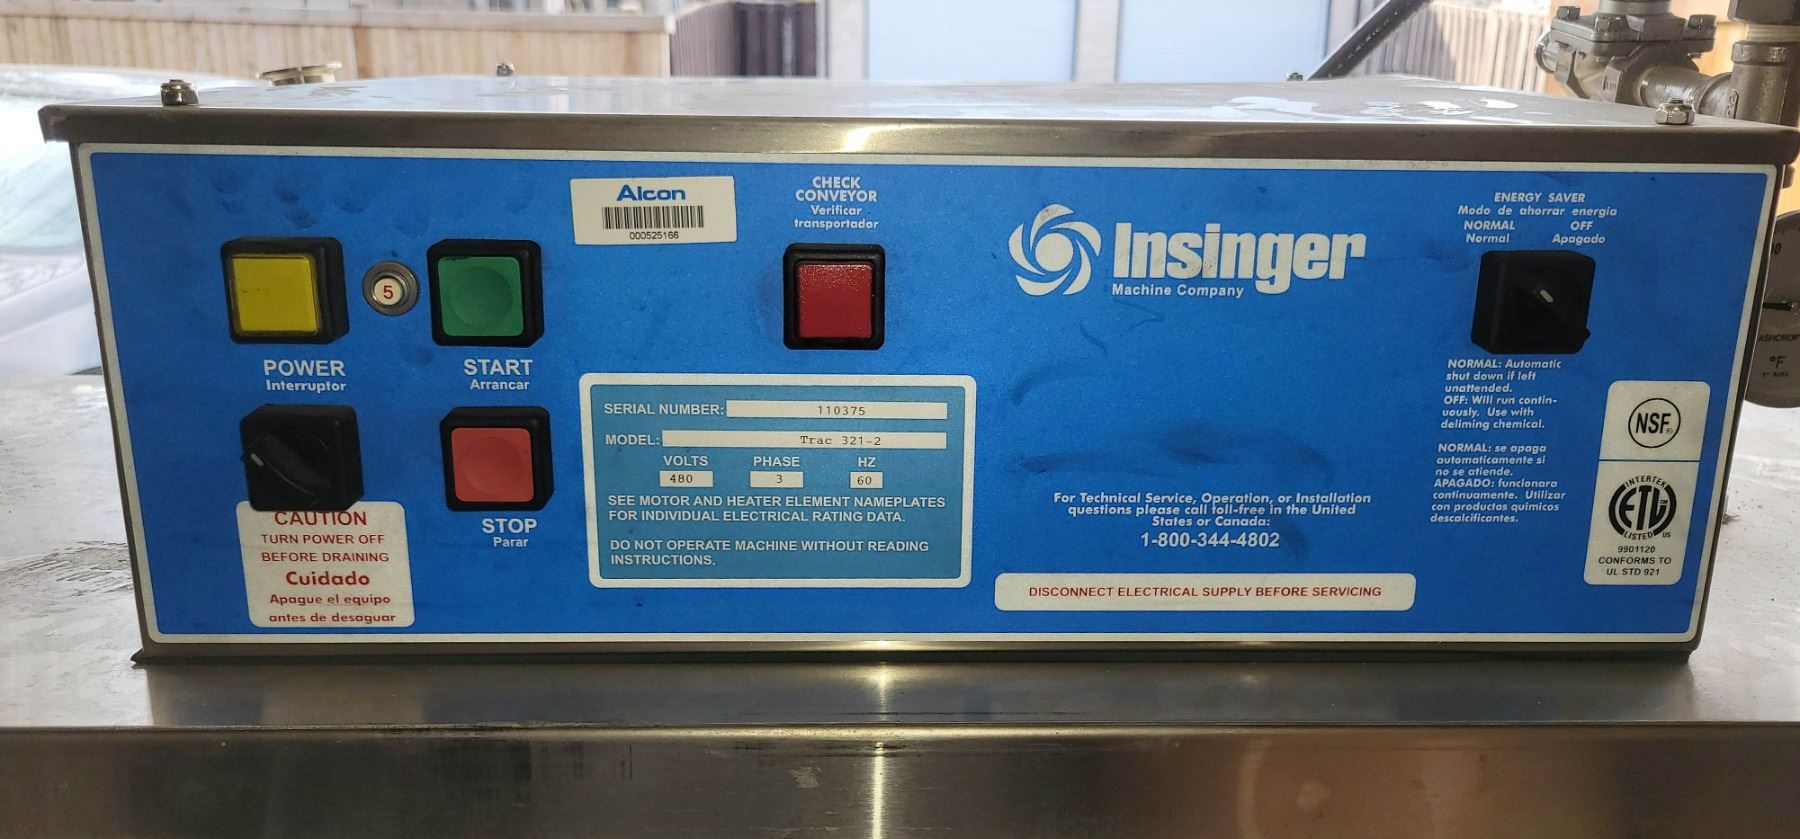 Alcon
000525166
CHECK
CONVEYOR
Verificar
transportador
Insinger
Machine Company
ENERGY SAVER
Modo de ahorrar energia
NORMAL OFF
Normal Apagado
5
POWER
Interruptor
START
Arrancar
STOP
Parar
CAUTION
TURN POWER OFF
BEFORE DRAINING
Cuidado
Apague el equipo
antes de desaguar
SERIAL NUMBER: 110375
MODEL: Trac 321-2
VOLTS PHASE HZ
480 3 60
SEE MOTOR AND HEATER ELEMENT NAMEPLATES
FOR INDIVIDUAL ELECTRICAL RATING DATA.
DO NOT OPERATE MACHINE WITHOUT READING
INSTRUCTIONS.
For Technical Service, Operation, or Installation
questions please call toll-free in the United
States or Canada:
1-800-344-4802
DISCONNECT ELECTRICAL SUPPLY BEFORE SERVICING
NORMAL: Automatic
shut down if left
unattended.
OFF: Will run contin-
uously. Use with
deliming chemical.
NORMAL: se apaga
automaticamente si
no se atiende.
APAGADO: funcionara
continuamente. Utilizar
con productos quimicos
descalcificantes.
NSF
INTERTEK
ETL
LISTED US
9901120
CONFORMS TO
UL STD 921
ASHCROFT
°F